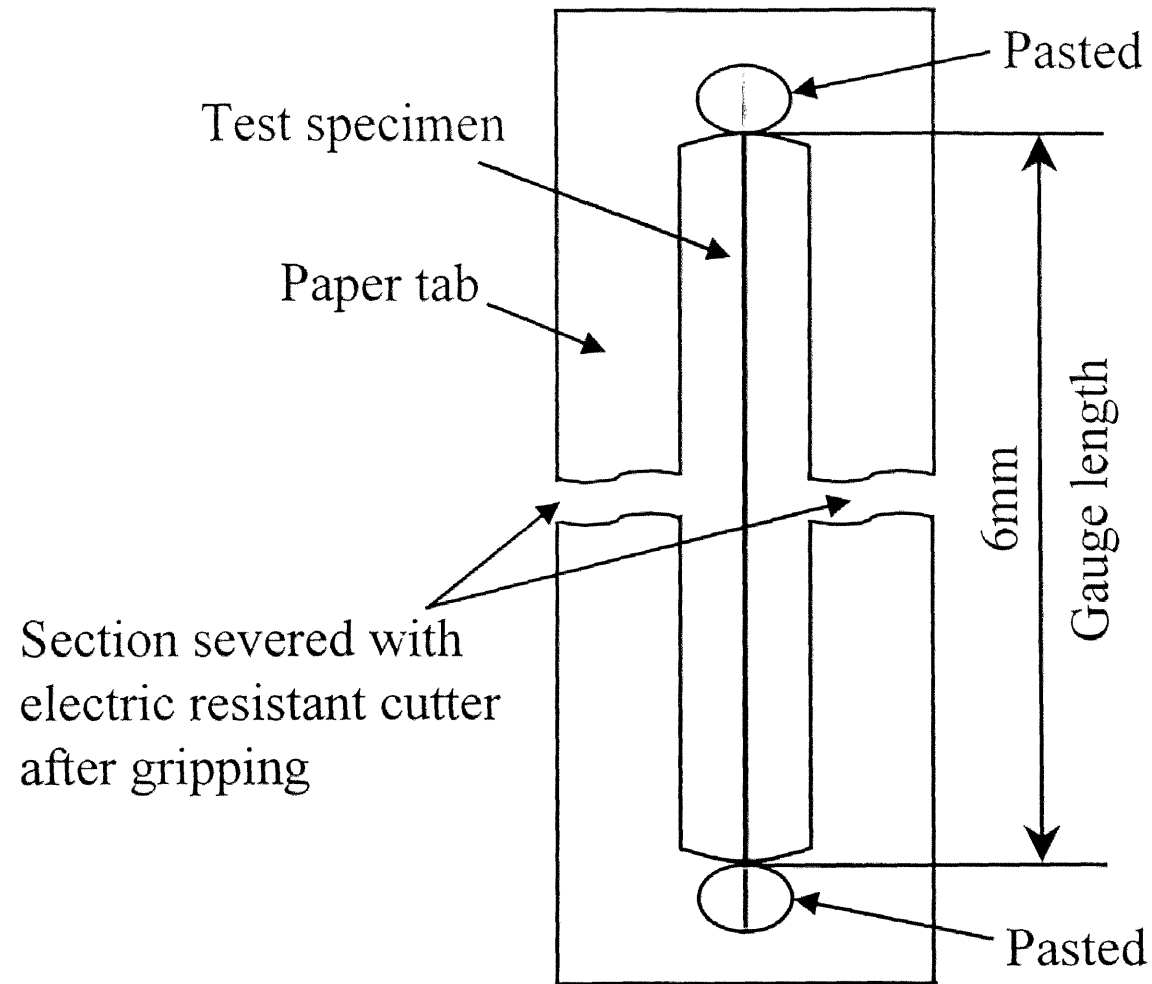 Pasted
Test specimen
Paper tab
6mm
Gauge length
Section severed with
electric resistant cutter
after gripping
Pasted